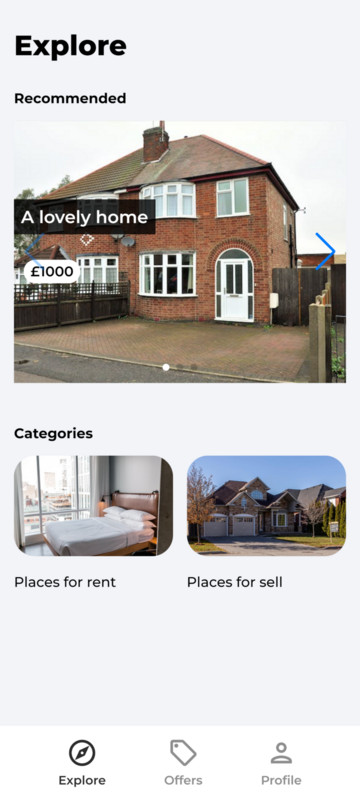 Explore
Recommended
A lovely home
£1000
Categories
Places for rent
Places for sell
Explore
Offers
Profile